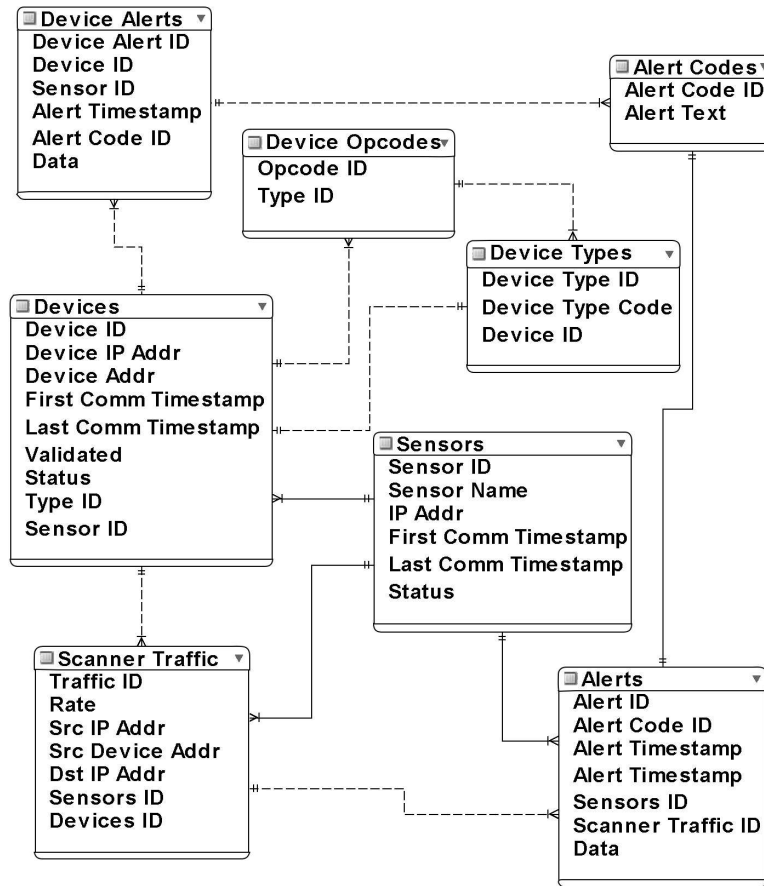 Device Alerts
Device Alert ID
Device ID
Sensor ID
Alert Timestamp
Alert Code ID
Data
Alert Codes
Alert Code ID
Alert Text
Device Opcodes
Opcode ID
Type ID
Device Types
Device Type ID
Device Type Code
Device ID
Devices
Device ID
Device IP Addr
Device Addr
First Comm Timestamp
Last Comm Timestamp
Validated
Status
Type ID
Sensor ID
Sensors
Sensor ID
Sensor Name
IP Addr
First Comm Timestamp
Last Comm Timestamp
Status
Scanner Traffic
Traffic ID
Rate
Src IP Addr
Src Device Addr
Dst IP Addr
Sensors ID
Devices ID
Alerts
Alert ID
Alert Code ID
Alert Timestamp
Alert Timestamp
Sensors ID
Scanner Traffic ID
Data